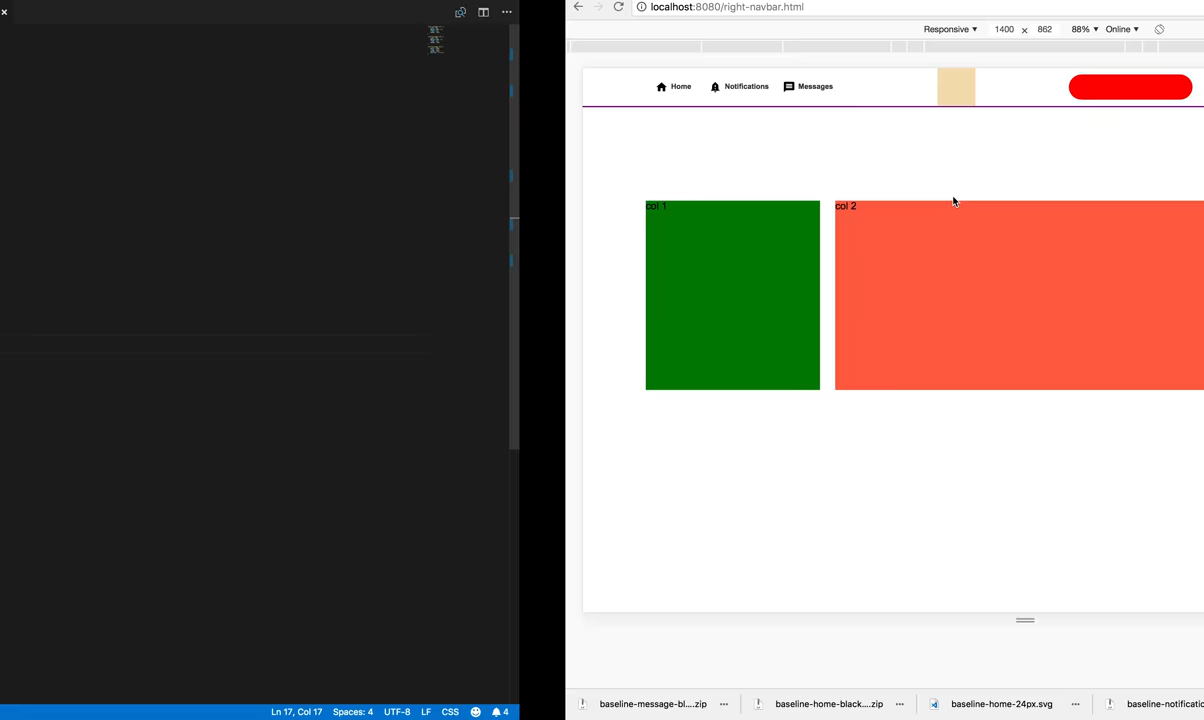 localhost:8080/right-navbar.html
Responsive ▼ 1400 × 862 88% ▼ Online ▼
Home Notifications Messages
col 1 col 2
baseline-message-bl....zip baseline-home-black....zip baseline-home-24px.svg baseline-notificat
Ln 17, Col 17 Spaces: 4 UTF-8 LF CSS 4